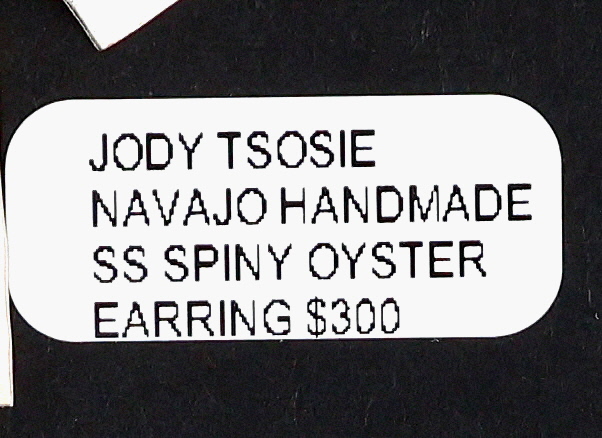 JODY TSOSIE
NAVAJO HANDMADE
SS SPINY OYSTER
EARRING $300